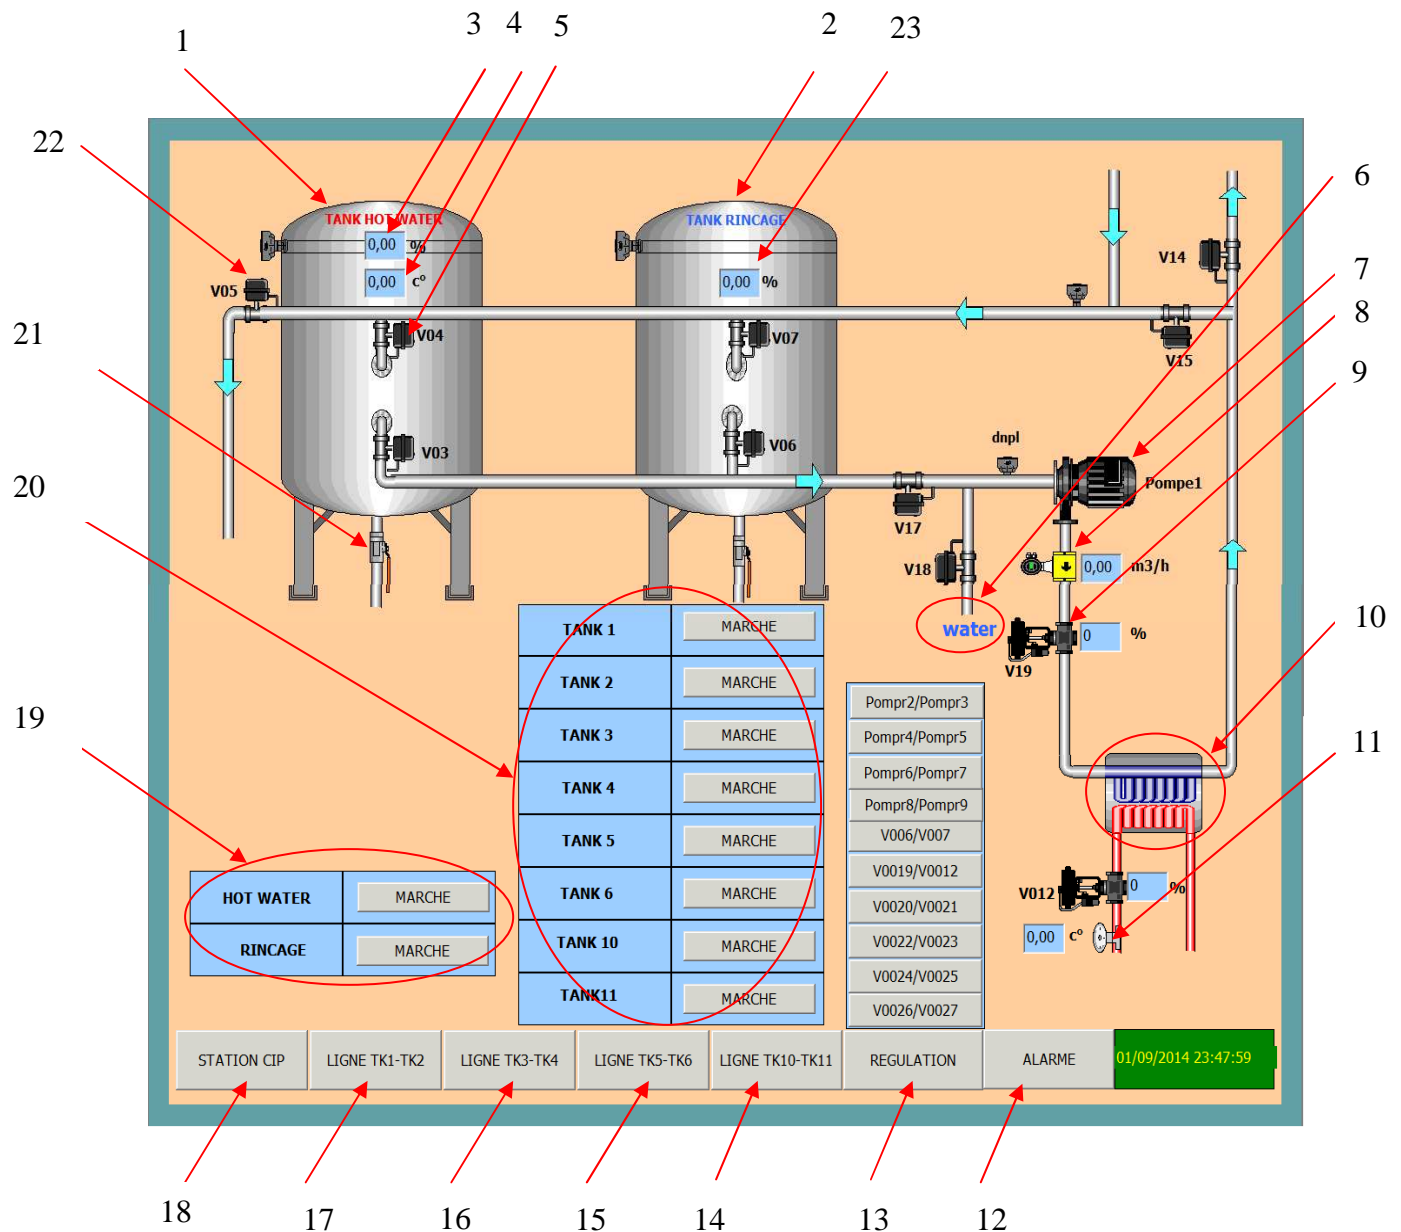 3 4 5 2 23
1
22
6
7
8
9
21
20
19
10
11
TANK HOT WATER
0,00 %
0,00 c°
TANK RINCAGE
0,00 %
V05
V04
V07
V14
V15
V03
V06
dnpl
Pompe1
V17
V18
water
0,00 m3/h
V19
0 %
V012
0 %
0,00 c°
TANK 1 MARCHE
TANK 2 MARCHE
TANK 3 MARCHE
TANK 4 MARCHE
TANK 5 MARCHE
TANK 6 MARCHE
TANK 10 MARCHE
TANK11 MARCHE
Pompr2/Pompr3
Pompr4/Pompr5
Pompr6/Pompr7
Pompr8/Pompr9
V006/V007
V0019/V0012
V0020/V0021
V0022/V0023
V0024/V0025
V0026/V0027
HOT WATER MARCHE
RINCAGE MARCHE
STATION CIP LIGNE TK1-TK2 LIGNE TK3-TK4 LIGNE TK5-TK6 LIGNE TK10-TK11 REGULATION ALARME 01/09/2014 23:47:59
18 17 16 15 14 13 12